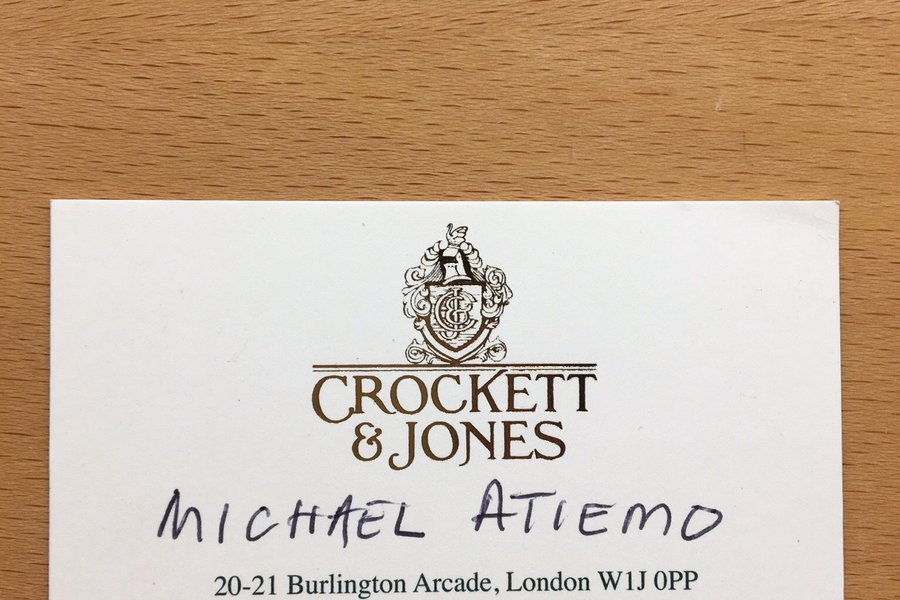 CROCKETT
& JONES
MICHAEL ATIEMO
20-21 Burlington Arcade, London W1J 0PP